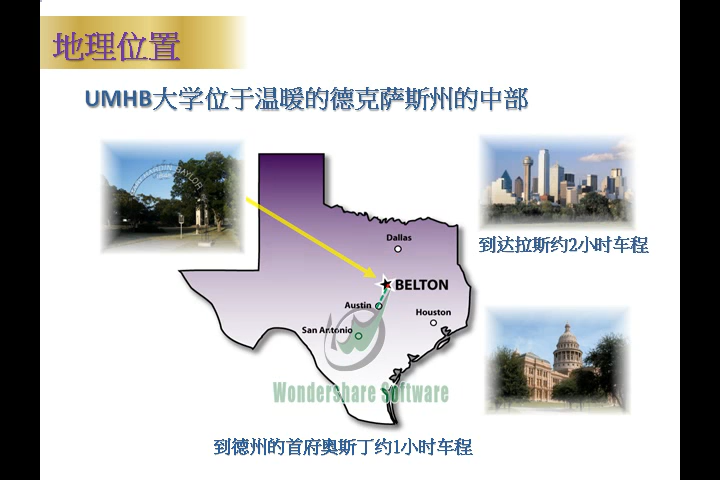 地理位置
UMHB大学位于温暖的德克萨斯州的中部
到达拉斯约2小时车程
Dallas
BELTON
Austin
Houston
San Antonio
Wondershare Software
到德州的首府奥斯丁约1小时车程